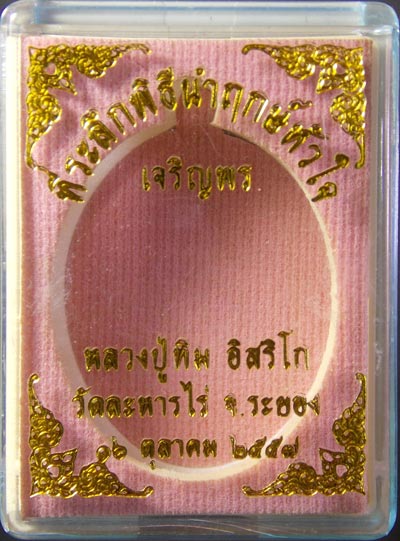 ที่ระลึกพิธีนำฤกษ์หัวใจ
เจริญพร
หลวงปู่ทิม อิสริโก
วัดละหารไร่ จ.ระยอง
๑๖ ตุลาคม ๒๕๕๗